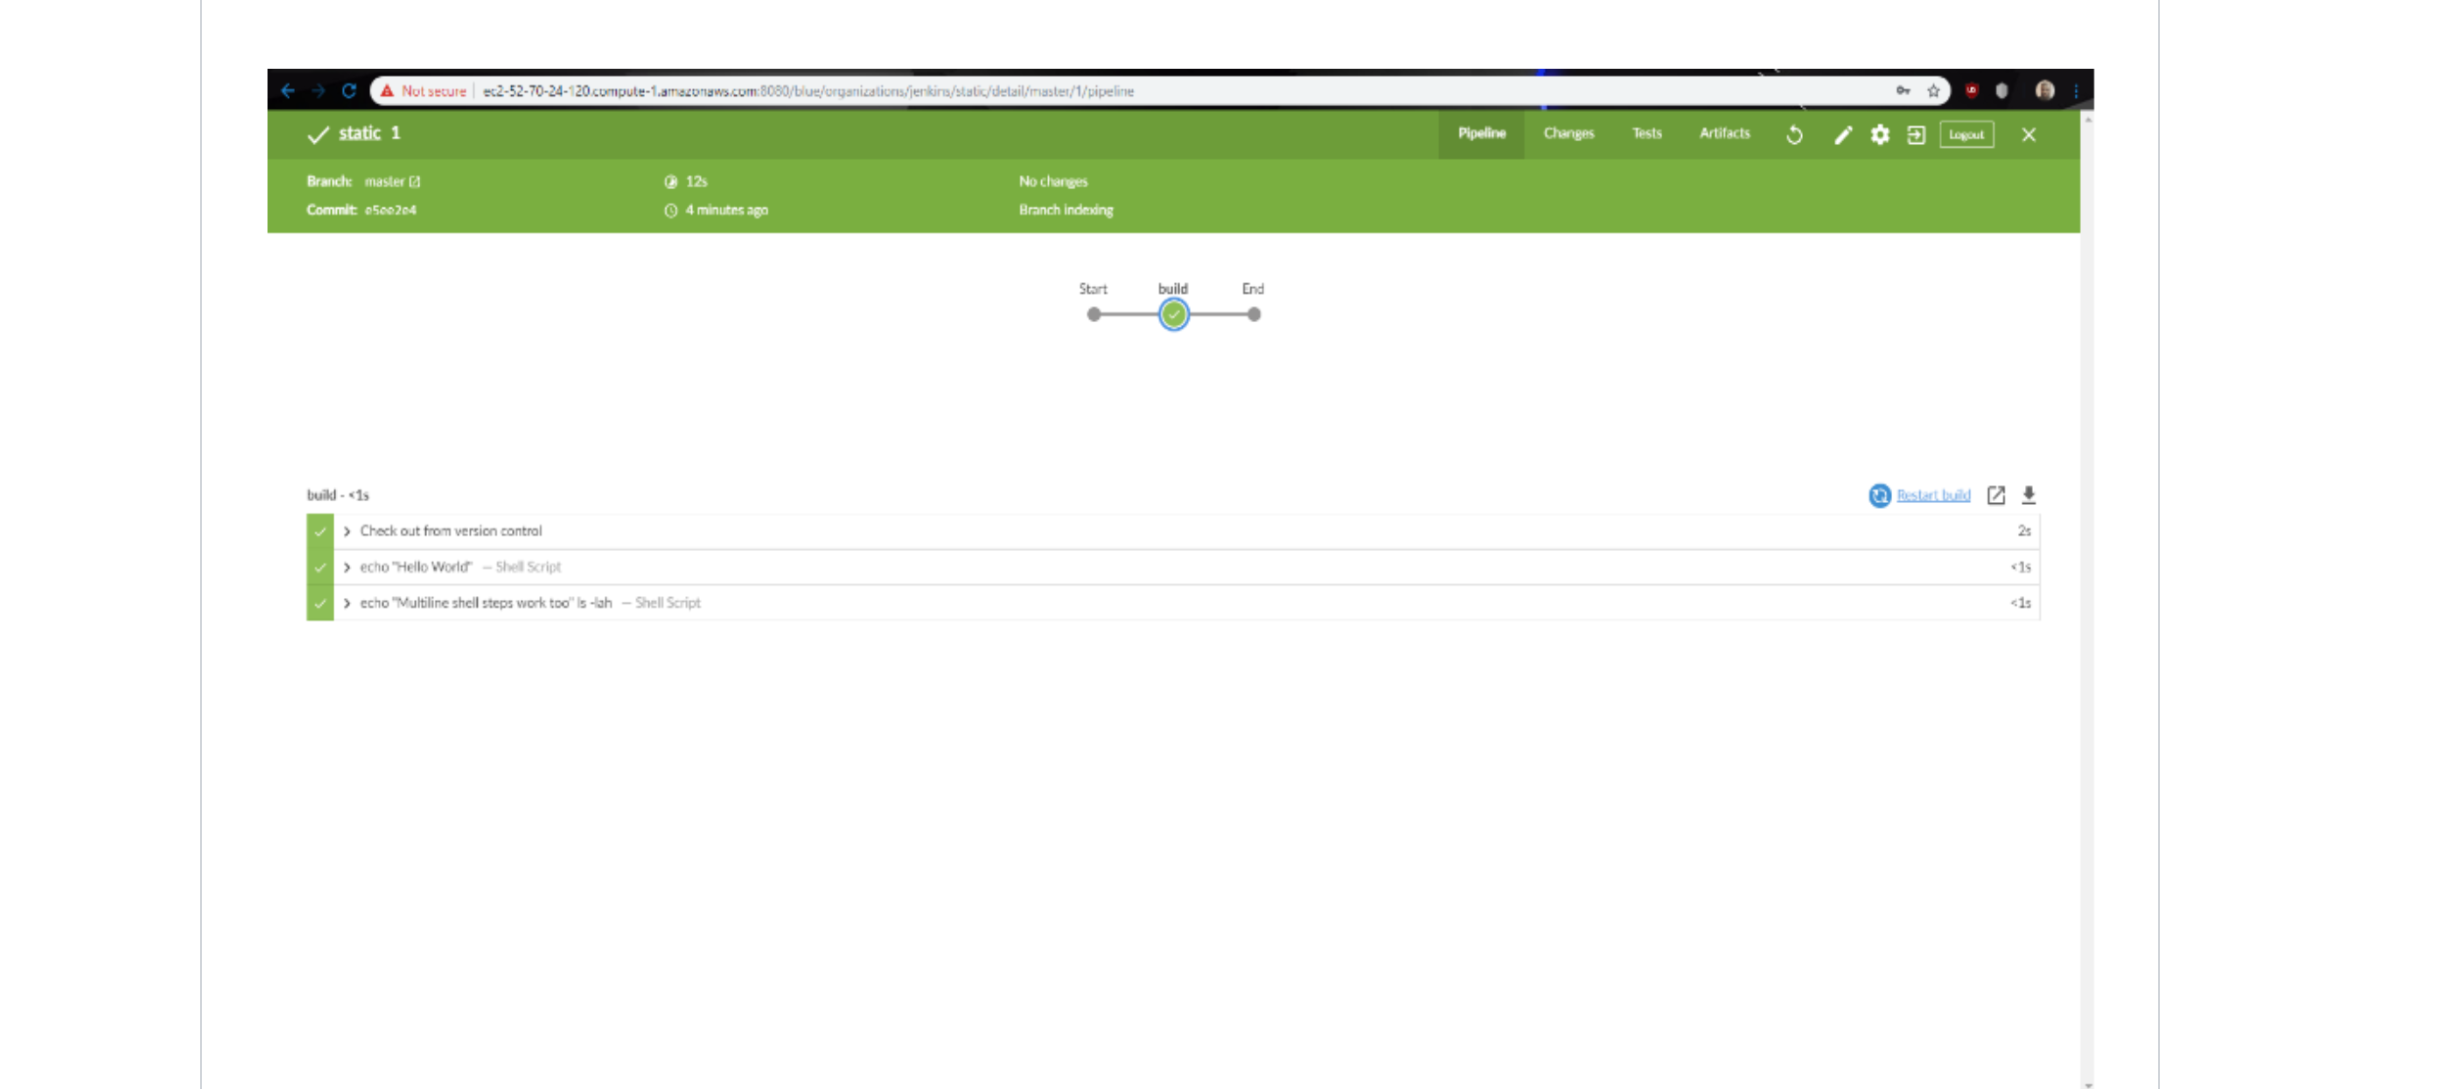 Not secure ec2-52-70-24-120.compute-1.amazonaws.com:8080/blue/organizations/jenkins/static/detail/master/1/pipeline
static 1 Pipeline Changes Tests Artifacts Logout
Branch: master 12s No changes
Commit: e5ee2e4 4 minutes ago Branch indexing
Start build End
build - <1s Restart build
Check out from version control 2s
echo "Hello World" — Shell Script <1s
echo "Multiline shell steps work too" ls -lah — Shell Script <1s